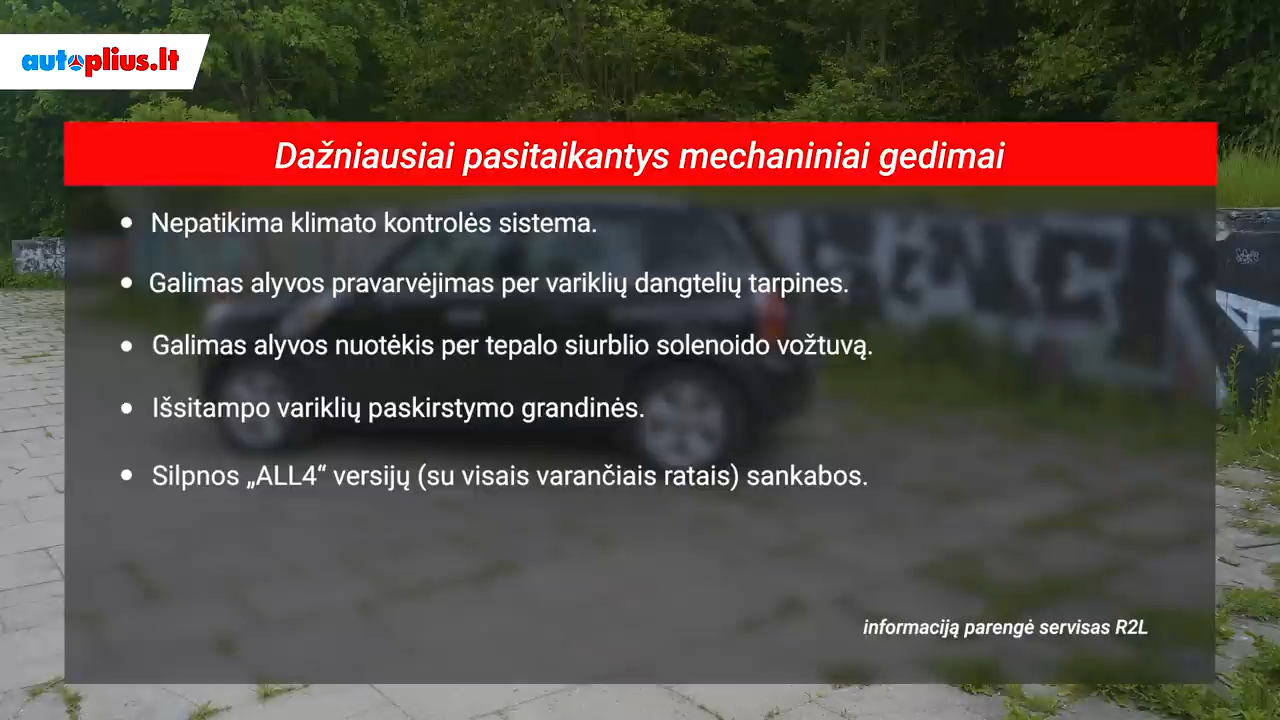 autoplius.lt
Dažniausiai pasitaikantys mechaniniai gedimai
• Nepatikima klimato kontrolės sistema.
• Galimas alyvos pravarvėjimas per variklių dangtelių tarpines.
• Galimas alyvos nuotėkis per tepalo siurblio solenoido vožtuvą.
• Išsitampo variklių paskirstymo grandinės.
• Silpnos „ALL4“ versijų (su visais varančiais ratais) sankabos.
informaciją parengė servisas R2L